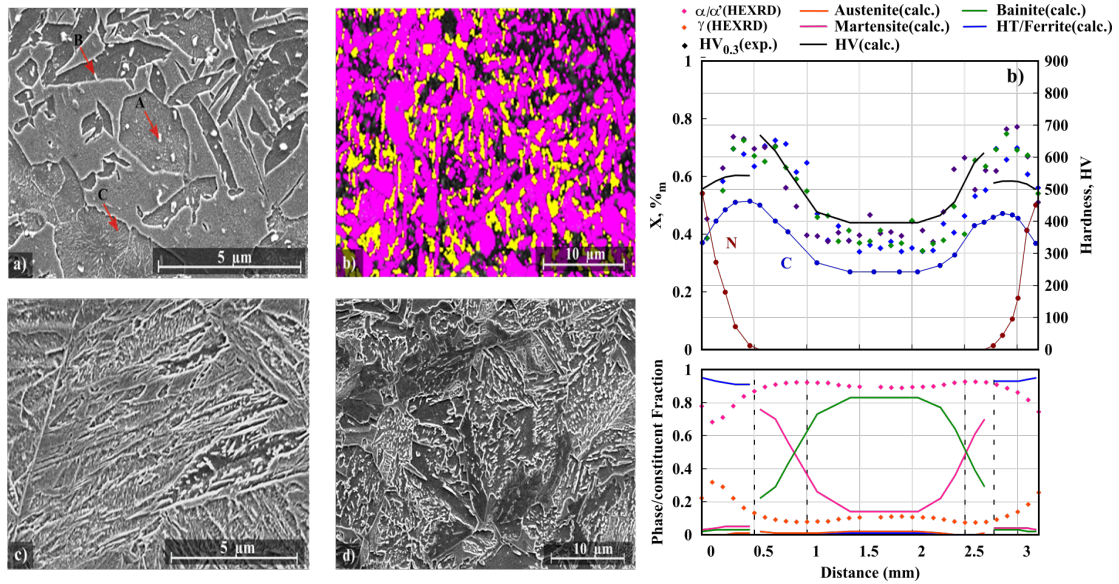 α/α'(HEXRD)
Austenite(calc.)
Bainite(calc.)
γ(HEXRD)
Martensite(calc.)
HT/Ferrite(calc.)
HV0.3(exp.)
HV(calc.)
B
A
C
a)
5 µm
b)
10 µm
c)
5 µm
d)
10 µm
b)
1
0.8
0.6
0.4
0.2
0
X, %m
900
800
700
600
500
400
300
200
100
0
Hardness, HV
N
C
1
0.8
0.6
0.4
0.2
0
Phase/constituent Fraction
0 0.5 1 1.5 2 2.5 3
Distance (mm)